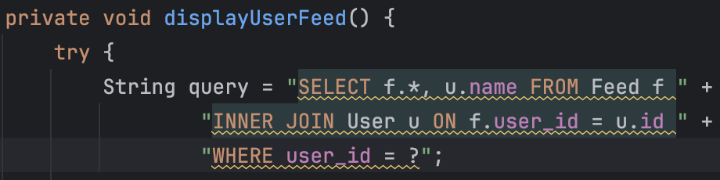 private void displayUserFeed() {
try {
String query = "SELECT f.*, u.name FROM Feed f " +
"INNER JOIN User u ON f.user_id = u.id " +
"WHERE user_id = ?";